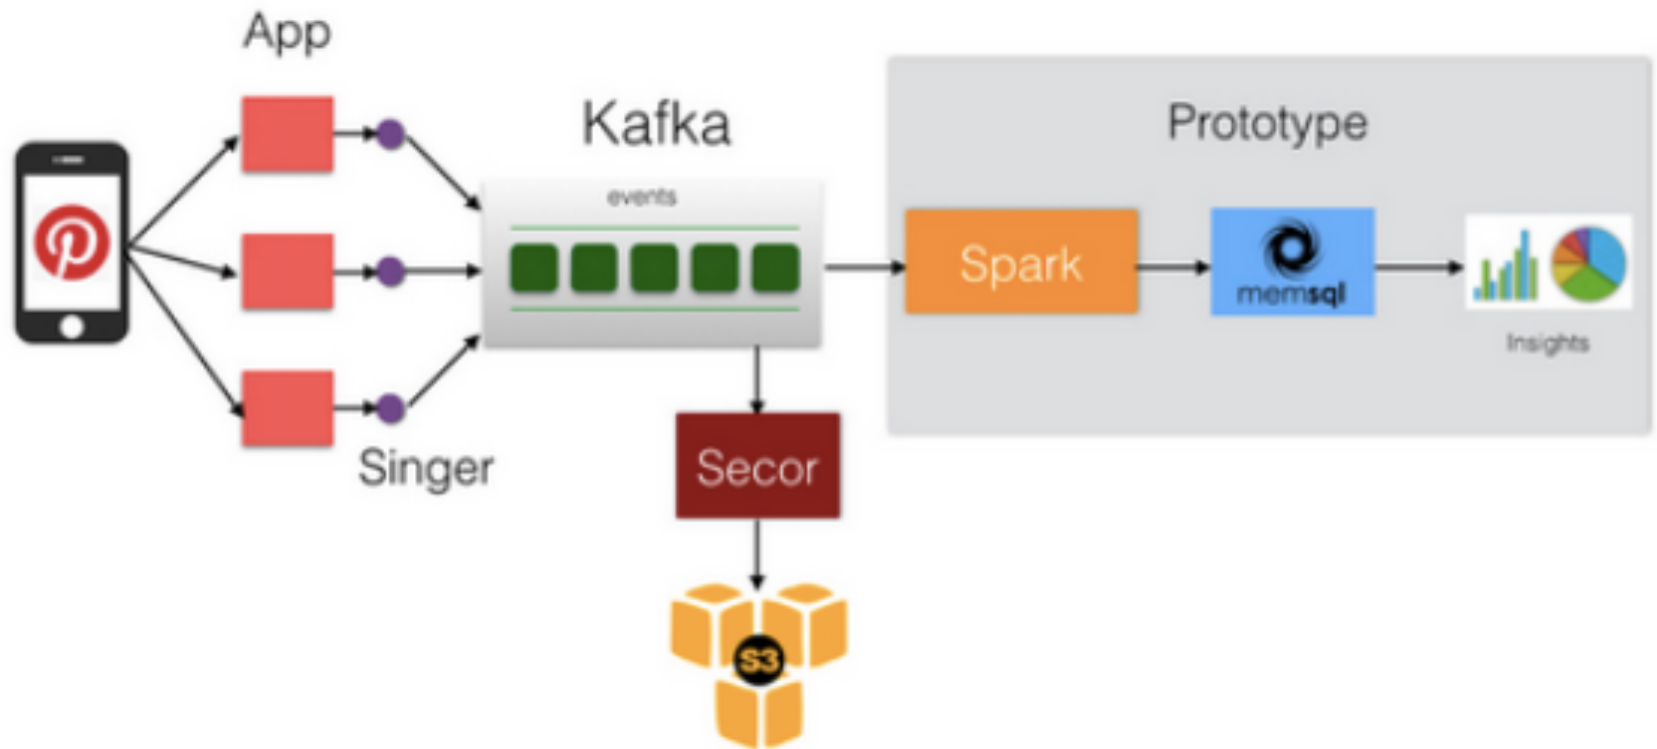 App
Kafka
events
Singer
Secor
S3
Prototype
Spark
memsql
Insights